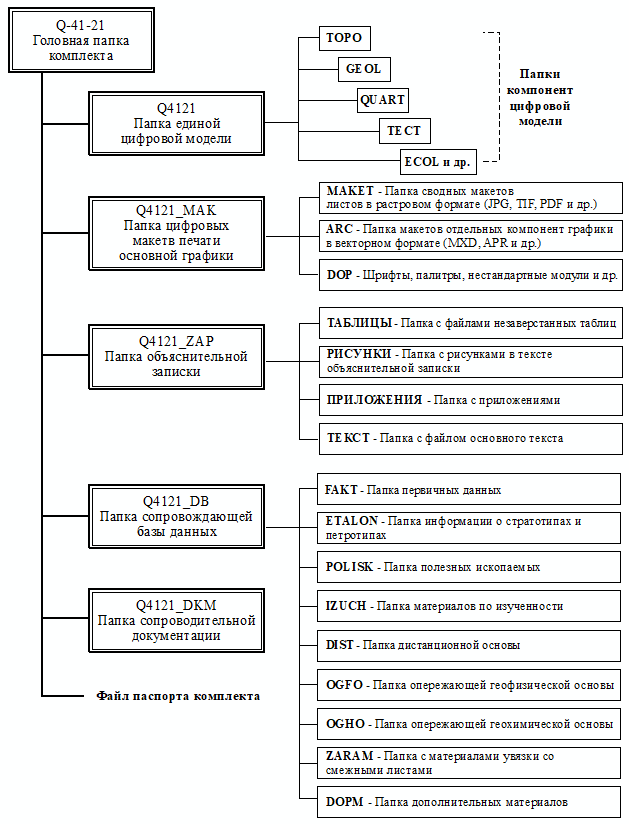 Q-41-21
Головная папка
комплекта
Q4121
Папка единой
цифровой модели
TOPO
GEOL
QUART
ТЕСТ
ECOL и др.
Папки
компонент
цифровой
модели
Q4121_MAK
Папка цифровых
макетв печати
основной графики
MAKET - Папка сводных макетов
листов в растровом формате (JPG, TIF, PDF и др.)
ARC - Папка макетов отдельных компонент графики
в векторном формате (MXD, APR и др.)
DOP - Шрифты, палитры, нестандартные модули и др.
Q4121_ZAP
Папка объяснительной
записки
ТАБЛИЦЫ - Папка с файлами незаверстанных таблиц
РИСУНКИ - Папка с рисунками в тексте
объяснительной записки
ПРИЛОЖЕНИЯ - Папка с приложениями
ТЕКСТ - Папка с файлом основного текста
Q4121_DB
Папка сопровождающей
базы данных
FAKT - Папка первичных данных
ETALON - Папка информации о стратотипах и
петротипах
POLISK - Папка полезных ископаемых
IZUCH - Папка материалов по изученности
DIST - Папка дистанционной основы
OGFO - Папка опережающей геофизической основы
OGHO - Папка опережающей геохимической основы
ZARAM - Папка с материалами увязки со
смежными листами
DOPM - Папка дополнительных материалов
Q4121_DKM
Папка сопроводительной
документации
Файл паспорта комплекта